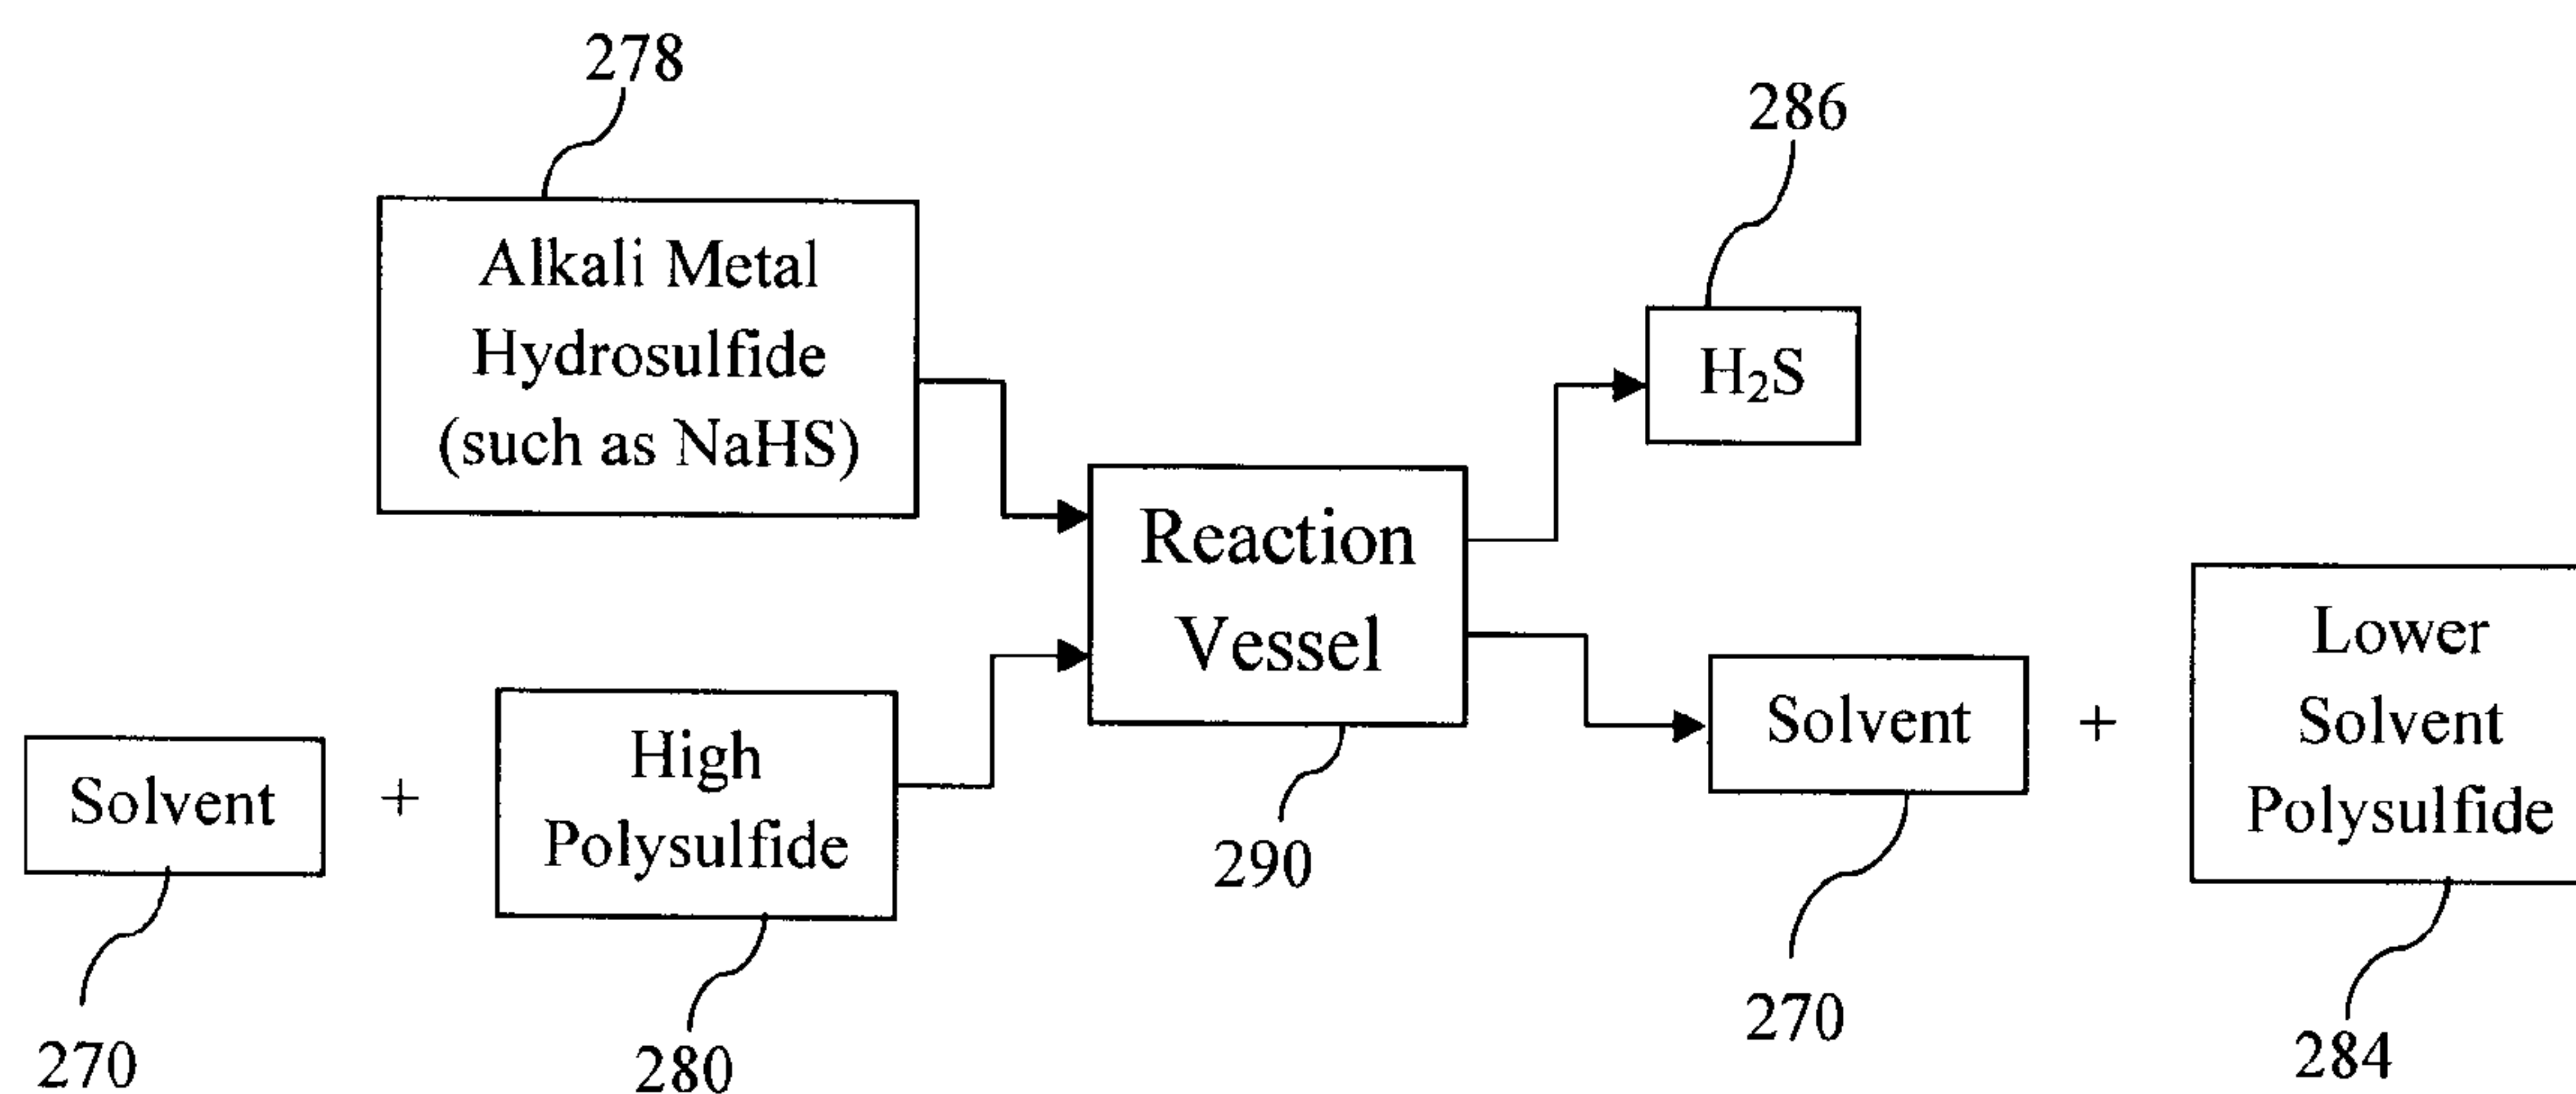 278
286
Alkali Metal
Hydrosulfide
(such as NaHS)
H₂S
Reaction
Vessel
Lower
Solvent
Polysulfide
Solvent
+
High
Polysulfide
Solvent
+
290
270
280
270
284